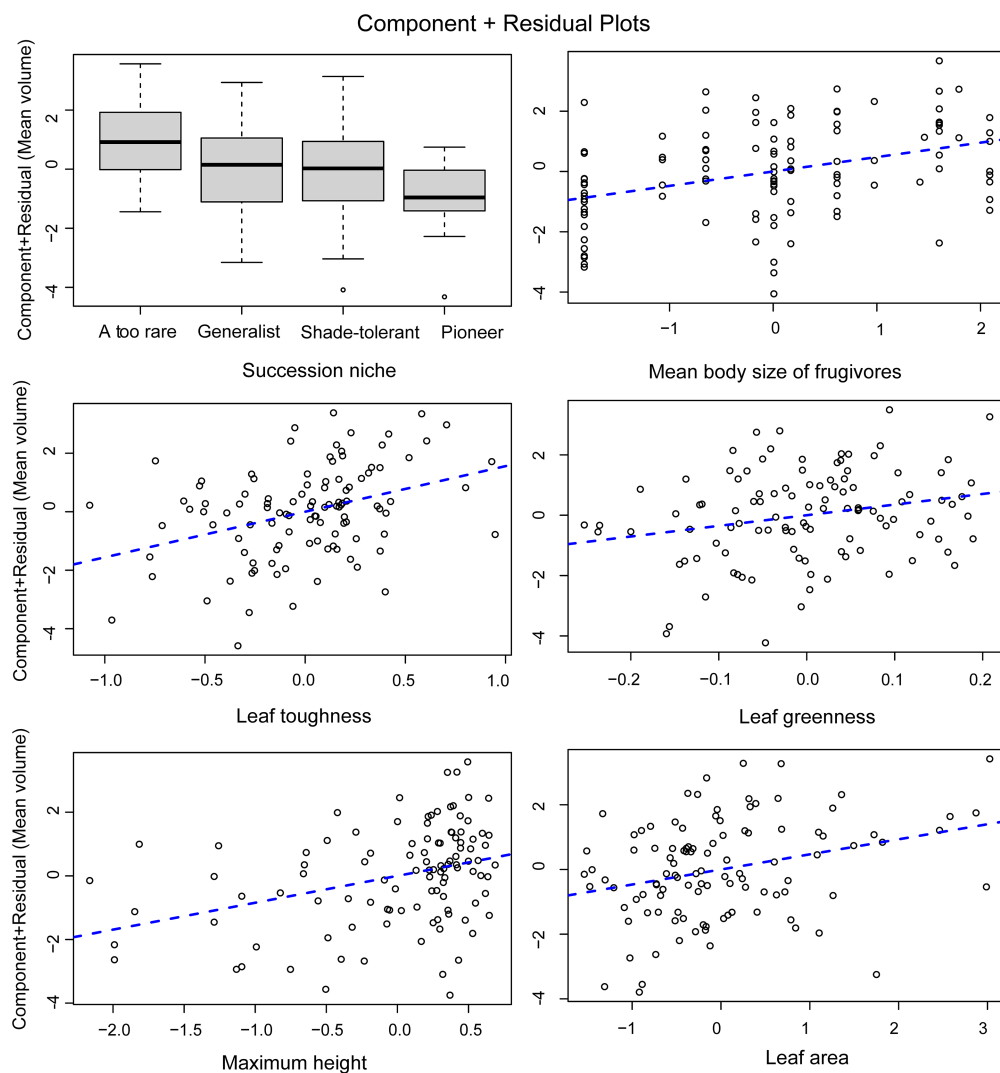 Component + Residual Plots
Component+Residual (Mean volume)
2
0
−2
−4
A too rare Generalist Shade-tolerant Pioneer
Succession niche
2
0
−2
−4
−1 0 1 2
Mean body size of frugivores
Component+Residual (Mean volume)
2
0
−2
−4
−1.0 −0.5 0.0 0.5 1.0
Leaf toughness
2
0
−2
−4
−0.2 −0.1 0.0 0.1 0.2
Leaf greenness
Component+Residual (Mean volume)
2
0
−2
−4
−2.0 −1.5 −1.0 −0.5 0.0 0.5
Maximum height
2
0
−2
−4
−1 0 1 2 3
Leaf area